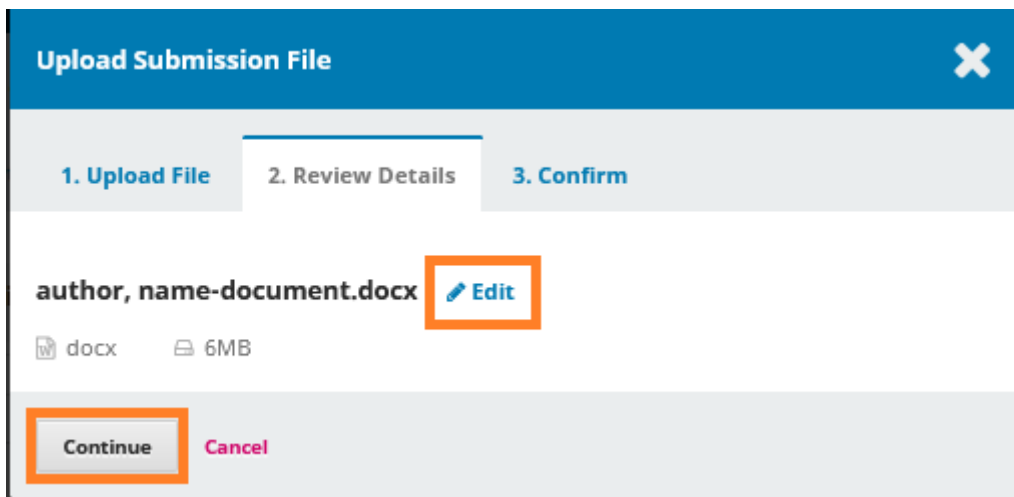 Upload Submission File
1. Upload File 2. Review Details 3. Confirm
author, name-document.docx Edit
docx 6MB
Continue Cancel